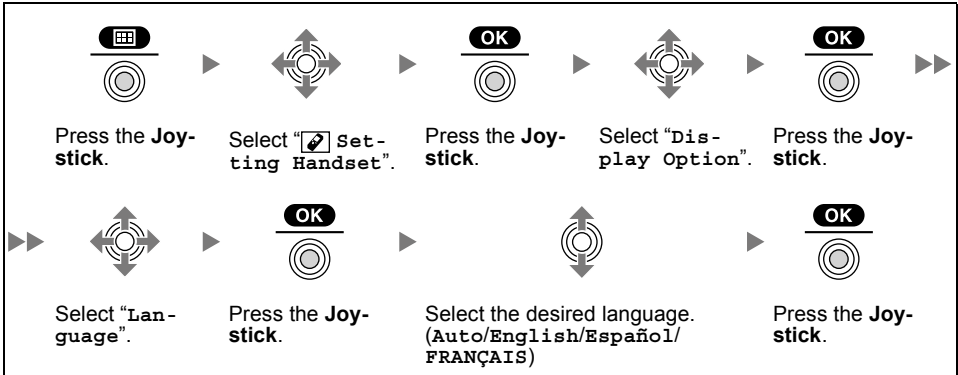 OK
OK
Press the Joy-
stick.
Select “ Set-
ting Handset”.
Press the Joy-
stick.
Select “Dis-
play Option”.
Press the Joy-
stick.
OK
OK
Select “Lan-
guage”.
Press the Joy-
stick.
Select the desired language.
(Auto/English/Español/
FRANÇAIS)
Press the Joy-
stick.